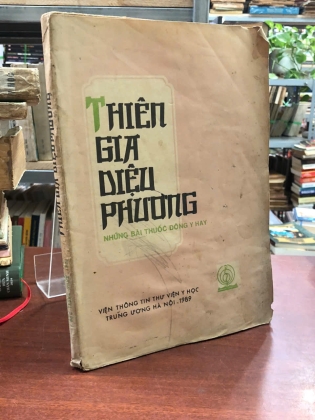 THIÊN
GIA
DIỆU
PHƯƠNG
NHỮNG BÀI THUỐC ĐÔNG Y HAY
VIỆN THÔNG TIN THƯ VIỆN Y HỌC
TRUNG ƯƠNG HÀ NỘI - 1989